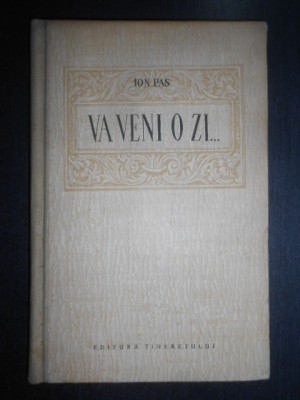 ION PAS
VA VENI O ZI...
EDITURA TINERETULUI